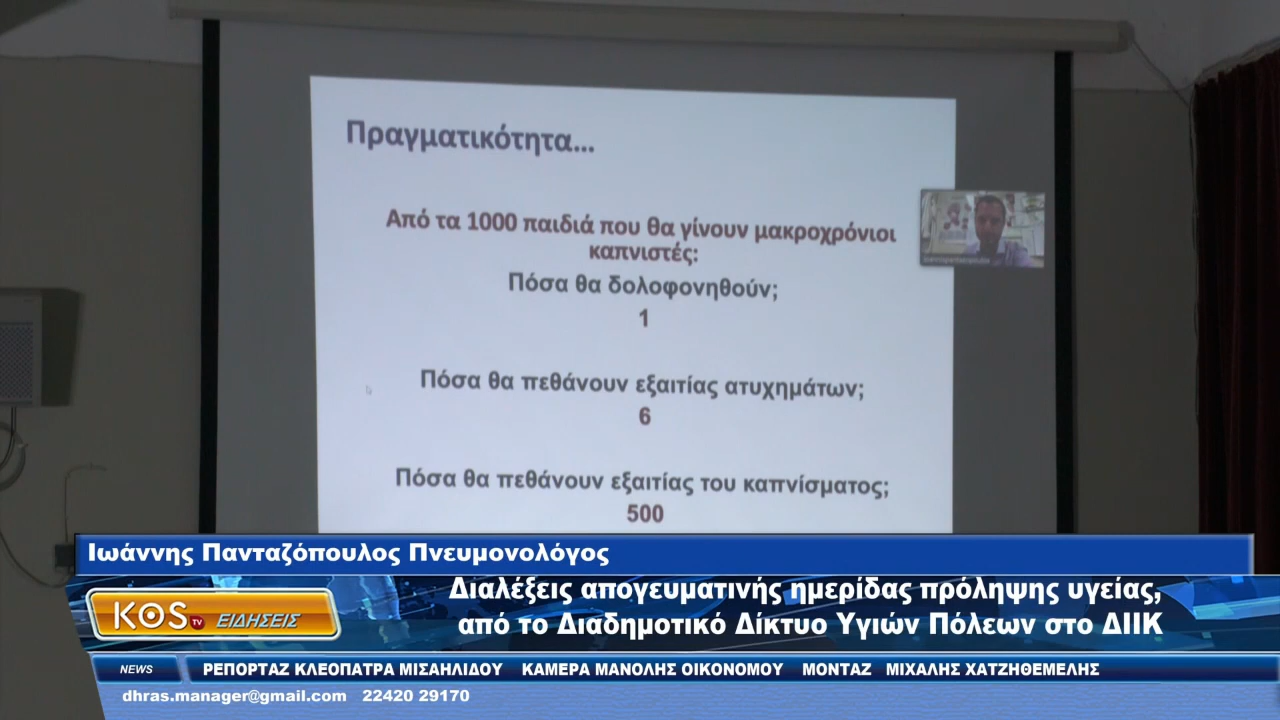 Πραγματικότητα...
Από τα 1000 παιδιά που θα γίνουν μακροχρόνιοι
καπνιστές:
Πόσα θα δολοφονηθούν;
1
Πόσα θα πεθάνουν εξαιτίας ατυχημάτων;
6
Πόσα θα πεθάνουν εξαιτίας του καπνίσματος;
500
Ιωάννης Πανταζόπουλος Πνευμονολόγος
Διαλέξεις απογευματινής ημερίδας πρόληψης υγείας,
από το Διαδημοτικό Δίκτυο Υγιών Πόλεων στο ΔΙΙΚ
KOS TV ΕΙΔΗΣΕΙΣ
NEWS ΡΕΠΟΡΤΑΖ ΚΛΕΟΠΑΤΡΑ ΜΙΣΑΗΛΙΔΟΥ ΚΑΜΕΡΑ ΜΑΝΟΛΗΣ ΟΙΚΟΝΟΜΟΥ ΜΟΝΤΑΖ ΜΙΧΑΛΗΣ ΧΑΤΖΗΘΕΜΕΛΗΣ
dhras.manager@gmail.com 22420 29170